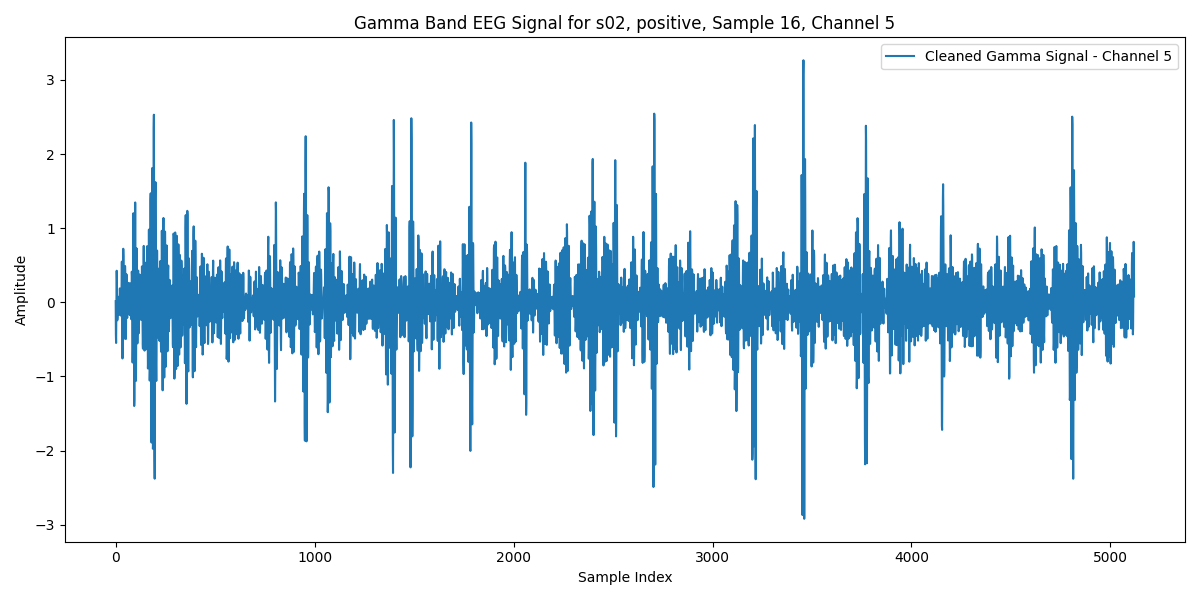 Gamma Band EEG Signal for s02, positive, Sample 16, Channel 5
Cleaned Gamma Signal - Channel 5
Amplitude
3
2
1
0
−1
−2
−3
0 1000 2000 3000 4000 5000
Sample Index